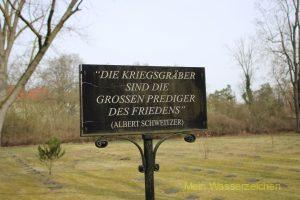 "DIE KRIEGSGRÄBER
SIND DIE
GROSSEN PREDIGER
DES FRIEDENS"
(ALBERT SCHWEITZER)
Mein Wasserzeichen